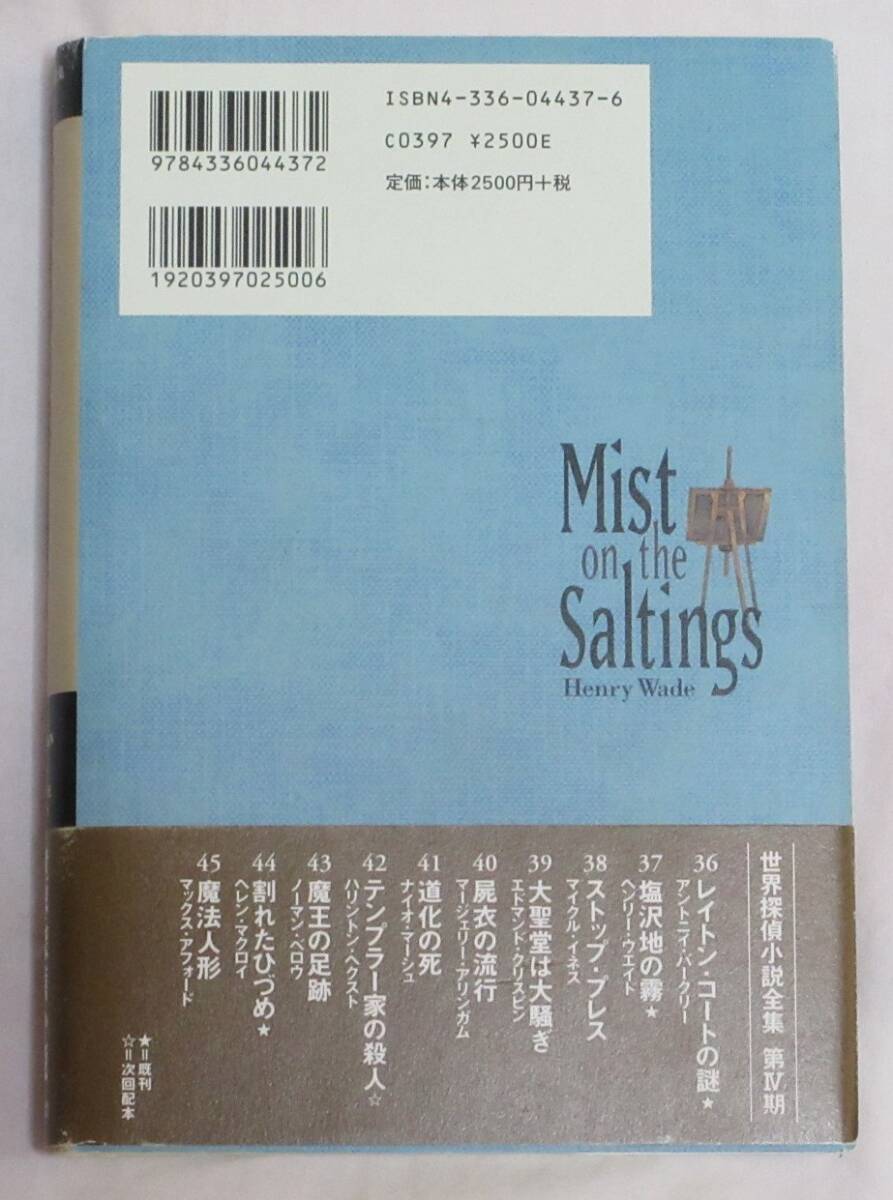 ISBN4-336-04437-6
C0397 ¥2500E
定価:本体2500円+税
9784336044372
1920397025006
Mist
on the
Saltings
Henry Wade
世界探偵小説全集 第Ⅳ期
36 レイトン・コートの謎★
アントニイ・バークリー
37 塩沢地の霧★
ヘンリー・ウエイド
38 ストップ・プレス
マイクル・イネス
39 大聖堂は大騒ぎ
エドマンド・クリスピン
40 屍衣の流行
マージェリー・アリンガム
41 道化の死
ナイオ・マーシュ
42 テンプラー家の殺人☆
ハリントン・ヘクスト
43 魔王の足跡
ノーマン・ベロウ
44 割れたひづめ★
ヘレン・マクロイ
45 魔法人形
マックス・アフォード
★=既刊
☆=次回配本